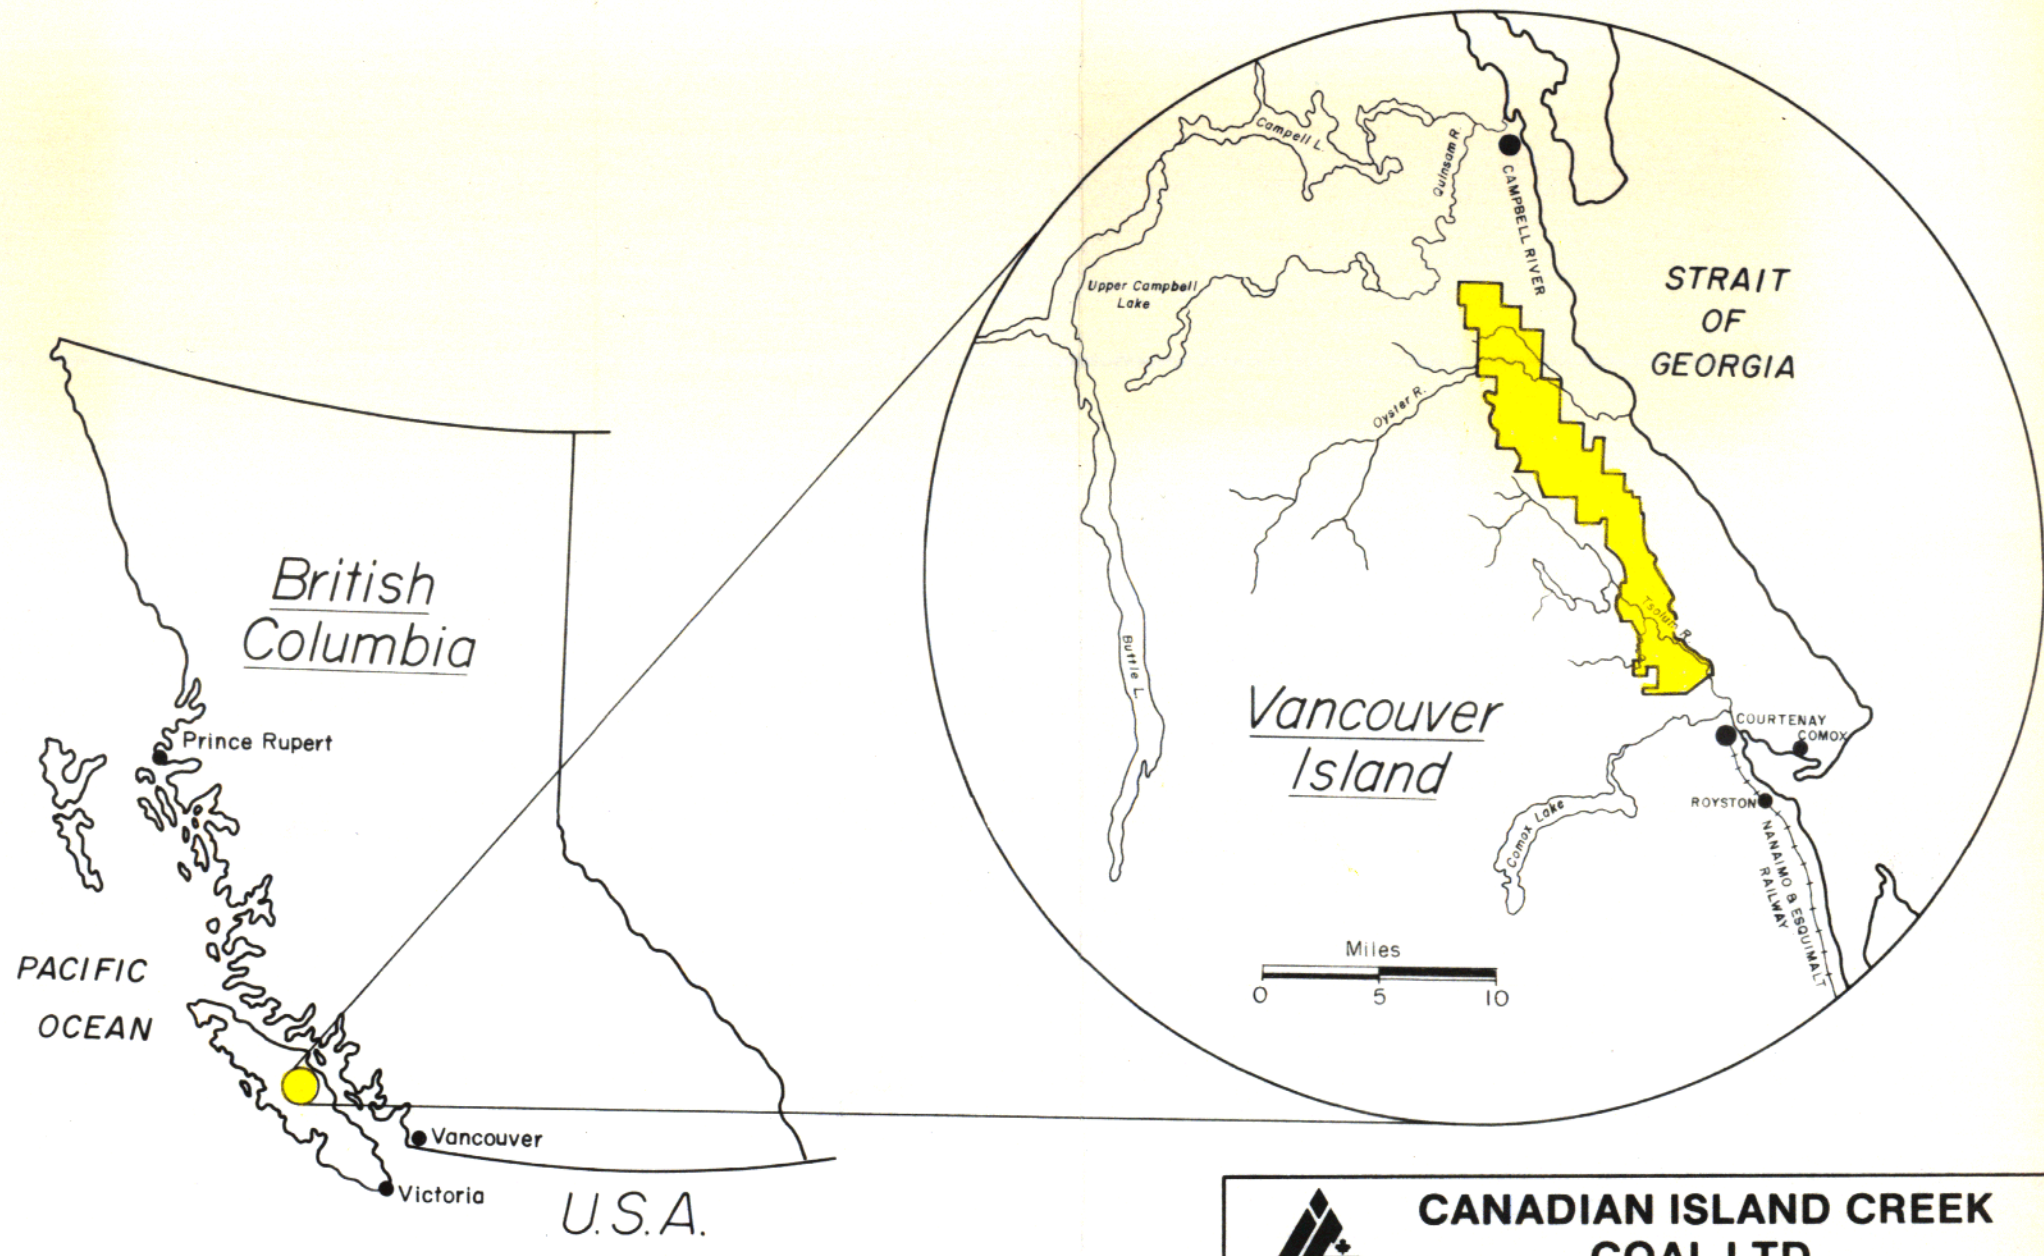 British
Columbia
Prince Rupert
PACIFIC
OCEAN
Vancouver
Victoria
U.S.A.
Campell L.
Quinsam R.
CAMPBELL RIVER
Upper Campbell
Lake
STRAIT
OF
GEORGIA
Oyster R.
Tsolum R.
Buttle L.
Vancouver
Island
COURTENAY
COMOX
ROYSTON
Comox Lake
NANAIMO & ESQUIMALT
RAILWAY
Miles
0 5 10
CANADIAN ISLAND CREEK
COAL LTD.